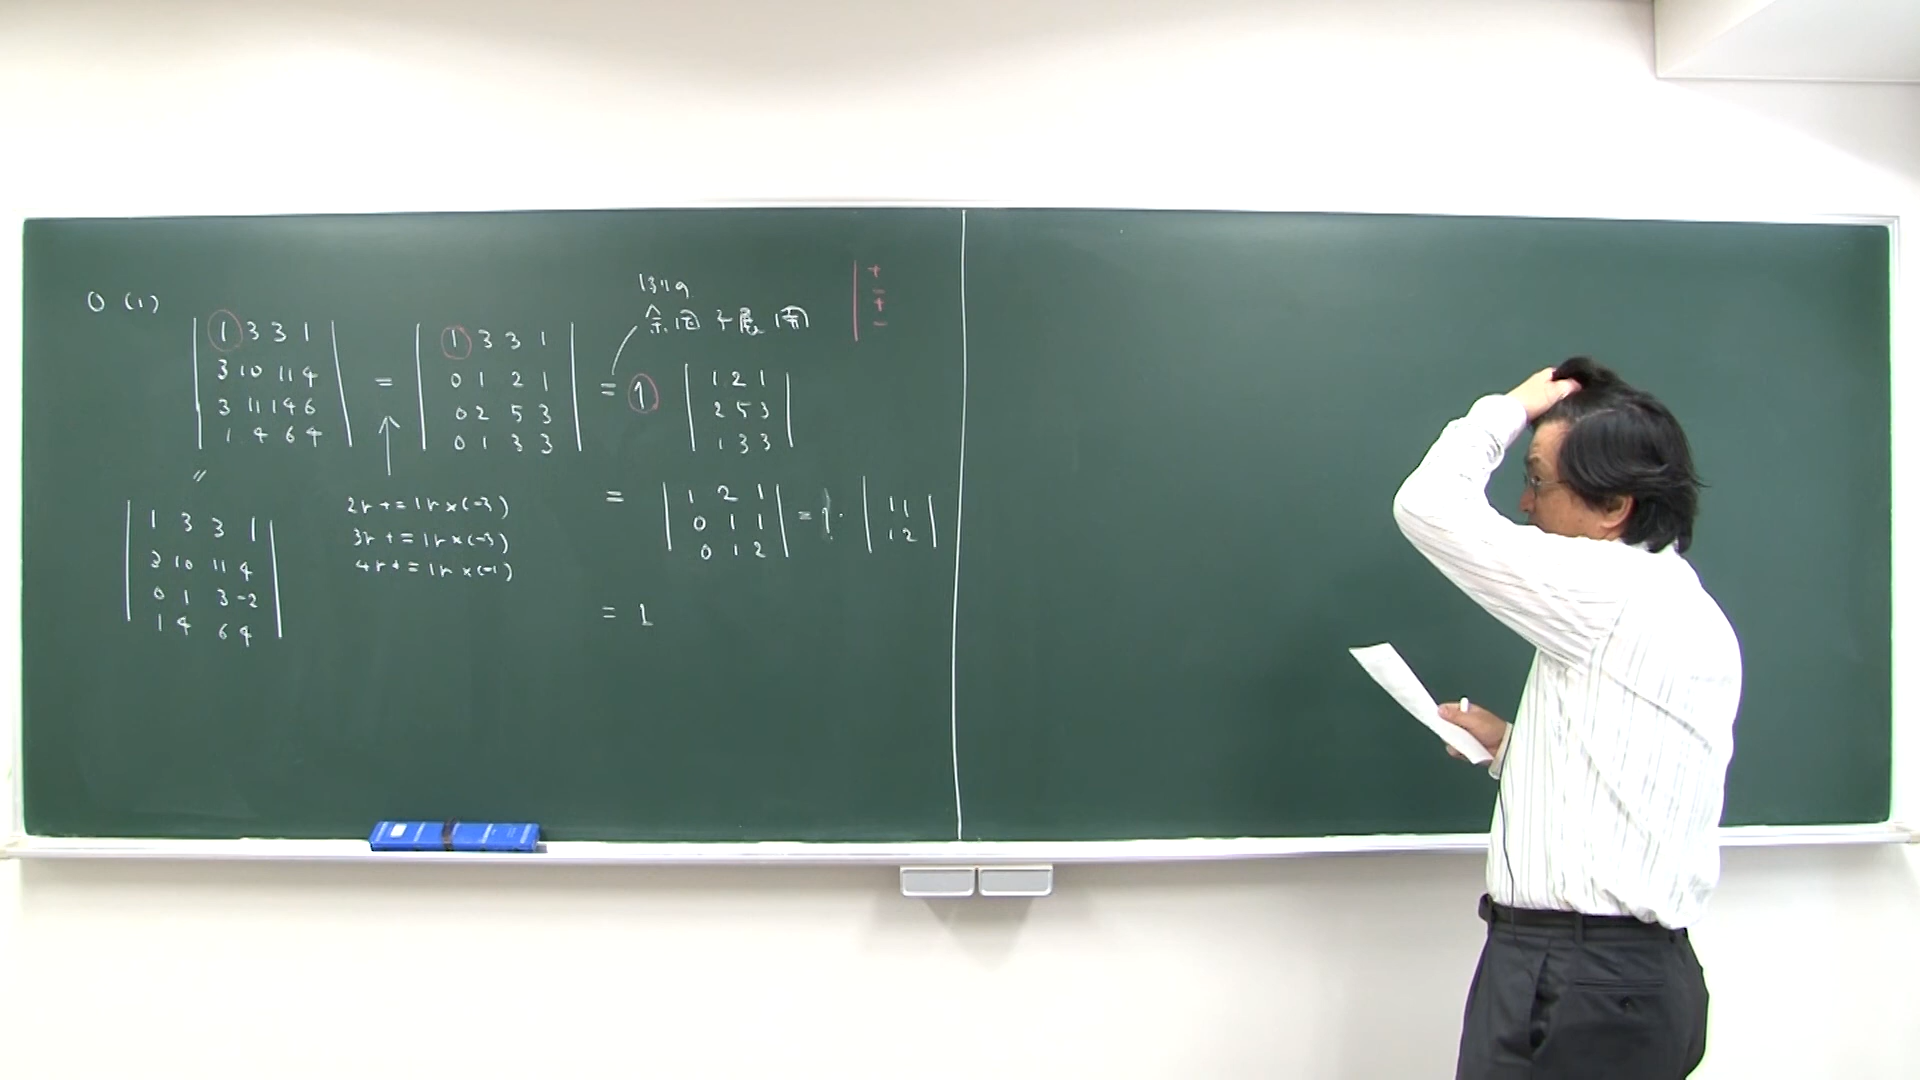 0 (1)
| 1 3 3 1 |
| 3 10 11 4 |
| 3 11 14 6 |
| 1 4 6 4 |
=
| 1 3 3 1 |
| 0 1 2 1 |
| 0 2 5 3 |
| 0 1 3 3 |
1列の
余因子展開
+
-
+
-
= 1
| 1 2 1 |
| 2 5 3 |
| 1 3 3 |
"
| 1 3 3 1 |
| 3 10 11 4 |
| 0 1 3 -2 |
| 1 4 6 4 |
2r += 1r×(-3)
3r += 1r×(-3)
4r += 1r×(-1)
=
| 1 2 1 |
| 0 1 1 |
| 0 1 2 |
= 1・
| 1 1 |
| 1 2 |
= 1